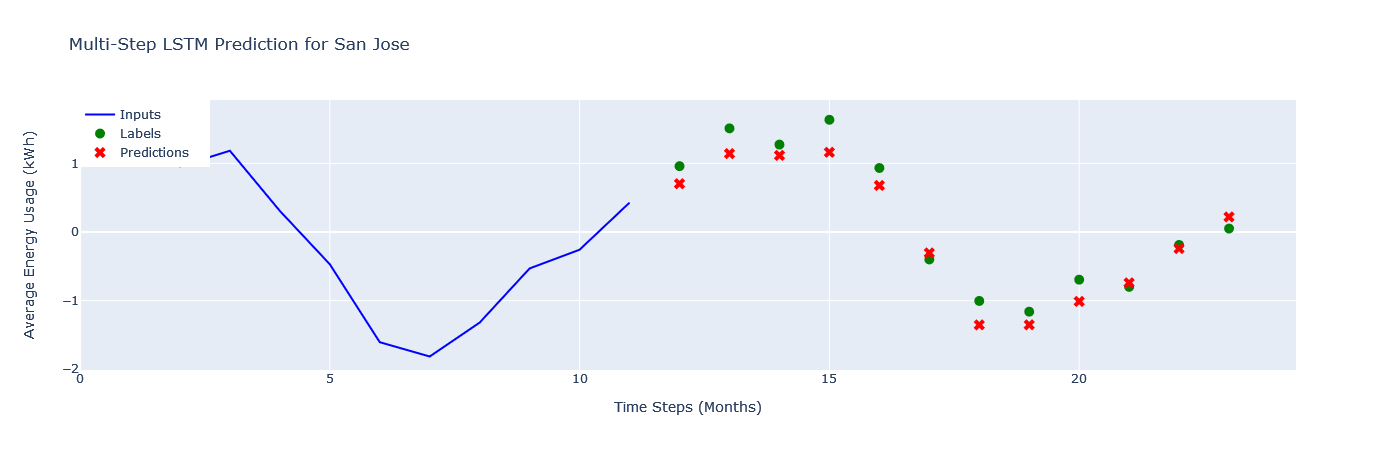 Multi-Step LSTM Prediction for San Jose
Inputs
Labels
Predictions
Average Energy Usage (kWh)
1
0
−1
−2
0
5
10
15
20
Time Steps (Months)